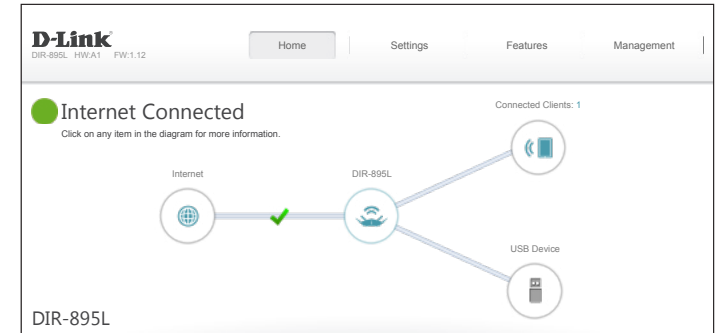 D-Link
DIR-895L HW:A1 FW:1.12
Home Settings Features Management
Internet Connected
Click on any item in the diagram for more information.
Connected Clients: 1
Internet
DIR-895L
USB Device
DIR-895L